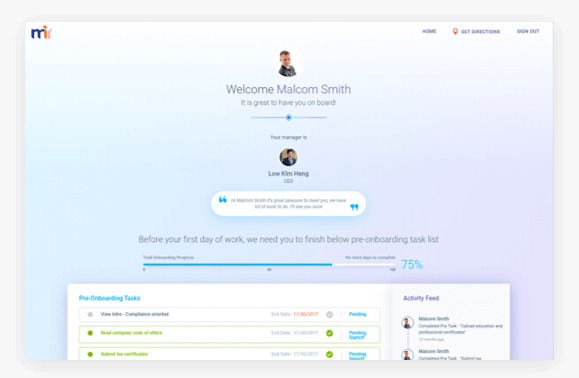 mir
HOME
GET DIRECTIONS
SIGN OUT
Welcome Malcom Smith
It is great to have you on board!
Your manager is
Low Kim Heng
CEO
Hi Malcom Smith it's great pleasure to meet you, we have
lot of work to do. I'll see you soon
Before your first day of work, we need you to finish below pre-onboarding task list
Total Onboarding Progress
No more days to complete
75%
0
50
100
Pre-Onboarding Tasks
Activity Feed
View Intro - Compliance oriented
End Date : 11/30/2017
Pending
Malcom Smith
Completed Pre Task : "Upload education and
professional certificates"
10 months ago
Read company code of ethics
End Date : 11/30/2017
Pending
Signoff
Submit tax certificates
End Date : 11/10/2017
Pending
Signoff
Malcom Smith
Completed Pre Task : "Submit tax